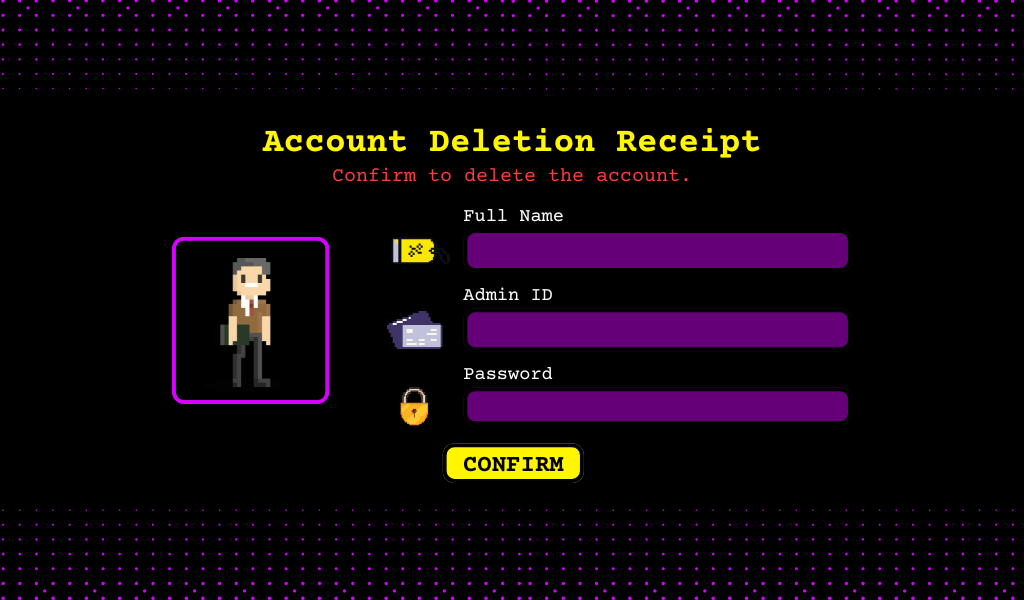 Account Deletion Receipt
Confirm to delete the account.
Full Name
Admin ID
Password
CONFIRM